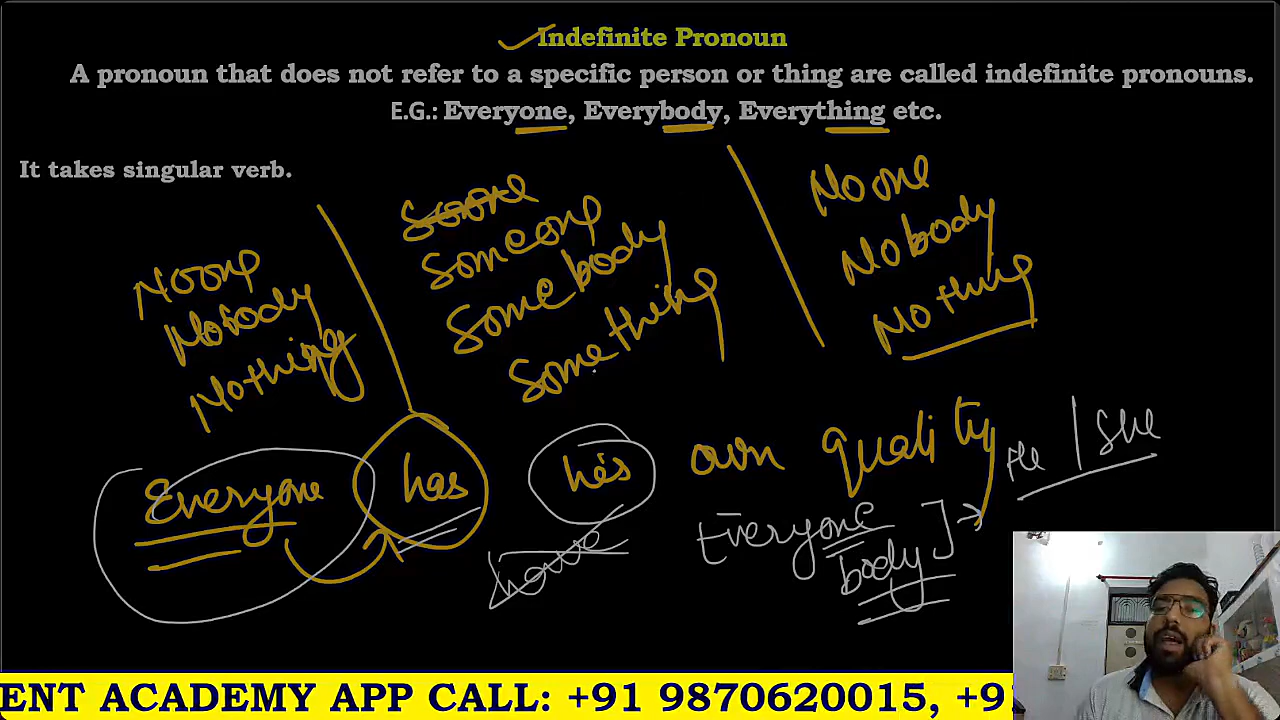 Indefinite Pronoun
A pronoun that does not refer to a specific person or thing are called indefinite pronouns.
E.G.: Everyone, Everybody, Everything etc.
It takes singular verb.
Noone
Nobody
Nothing
Soone
Someone
Somebody
Something
No one
Nobody
Nothing
Everyone has his own quality
have
Everyone
body
He / She
ENT ACADEMY APP CALL: +91 9870620015, +9